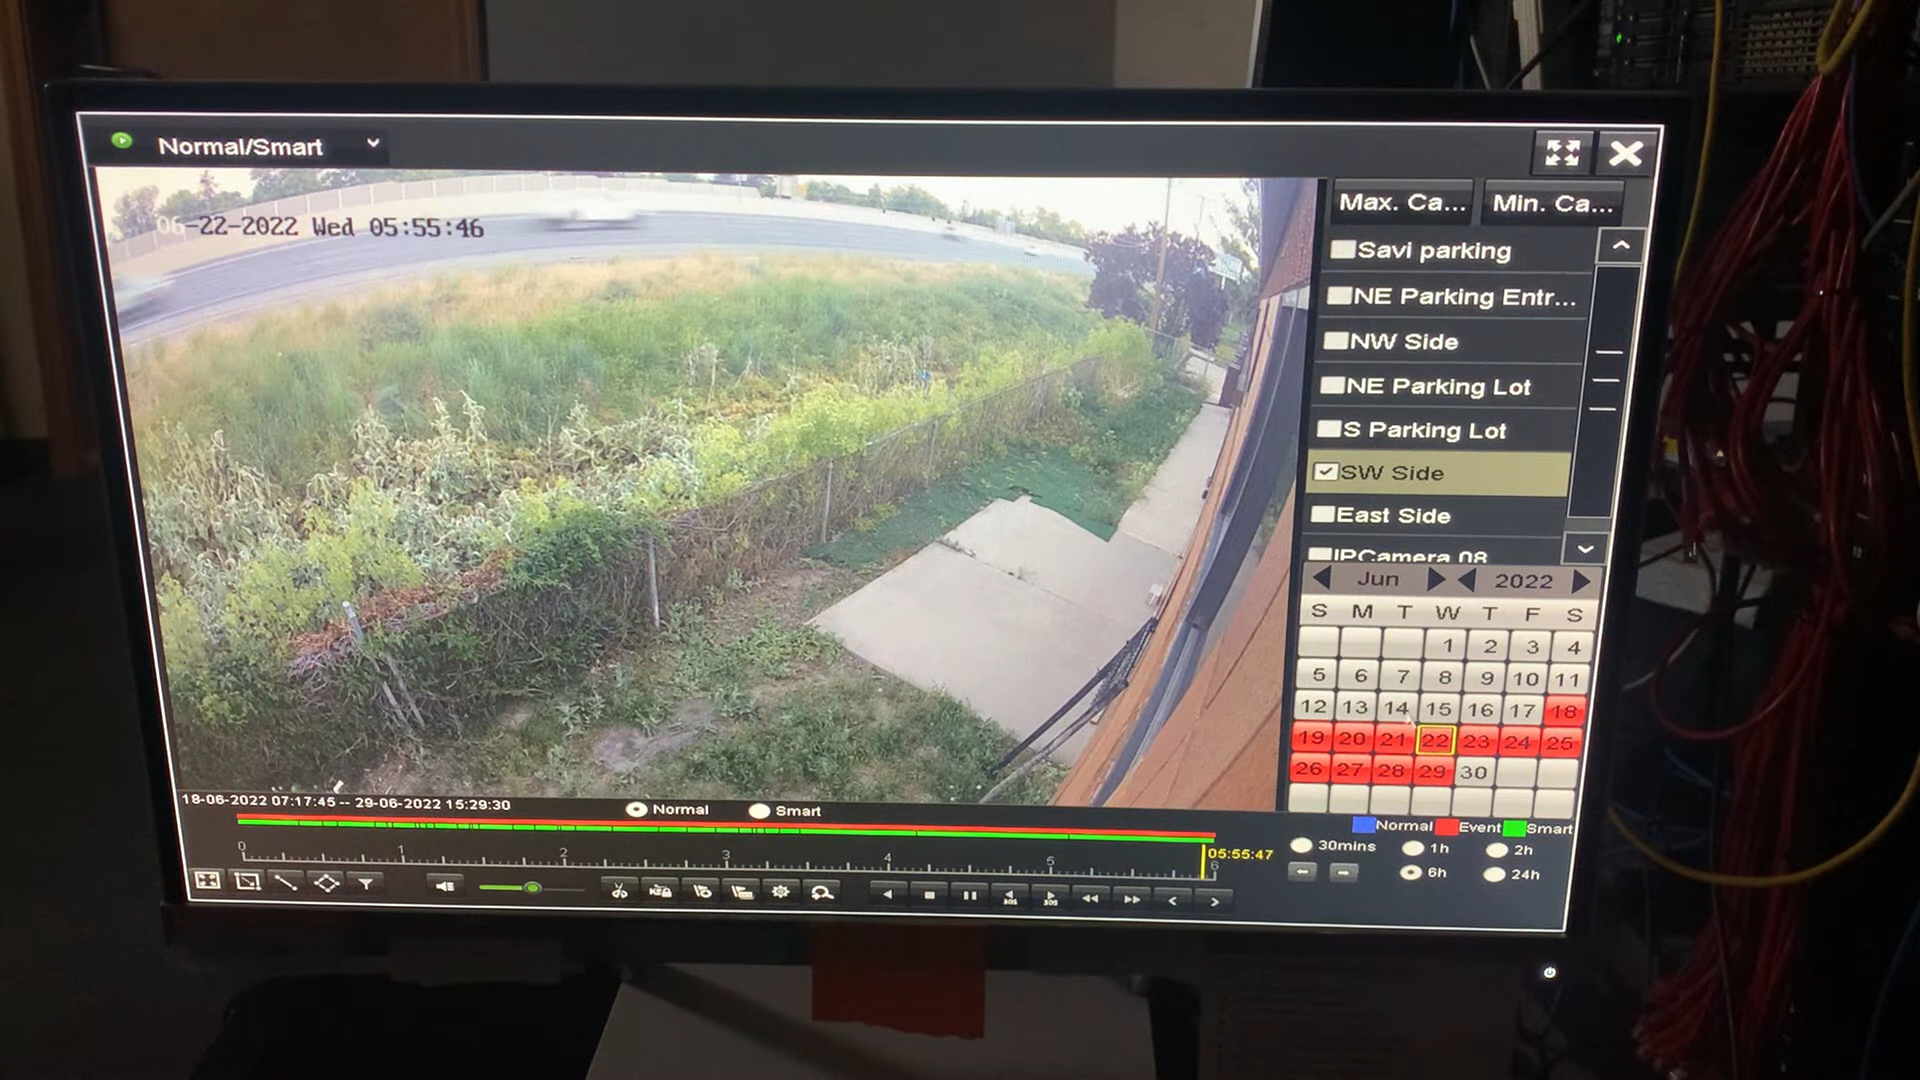 Normal/Smart
06-22-2022 Wed 05:55:46
Max. Ca... Min. Ca...
Savi parking
NE Parking Entr...
NW Side
NE Parking Lot
S Parking Lot
SW Side
East Side
IPCamera 08
Jun 2022
S M T W T F S
1 2 3 4
5 6 7 8 9 10 11
12 13 14 15 16 17 18
19 20 21 22 23 24 25
26 27 28 29 30
18-06-2022 07:17:45 -- 29-06-2022 15:29:30
Normal Smart
Normal Event Smart
0 1 2 3 4 5 6
05:55:47
30mins 1h 2h
6h 24h
30S 30S